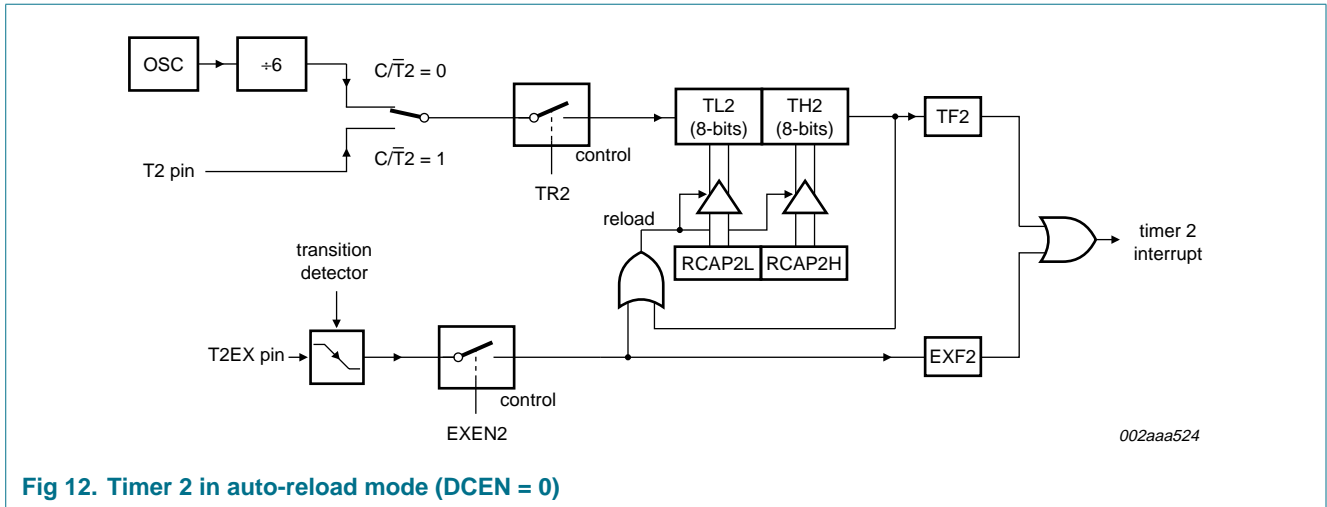 OSC
÷6
C/T̅2 = 0
C/T̅2 = 1
T2 pin
control
TR2
TL2
(8-bits)
TH2
(8-bits)
TF2
reload
RCAP2L
RCAP2H
timer 2
interrupt
transition
detector
T2EX pin
control
EXEN2
EXF2
002aaa524
Fig 12. Timer 2 in auto-reload mode (DCEN = 0)